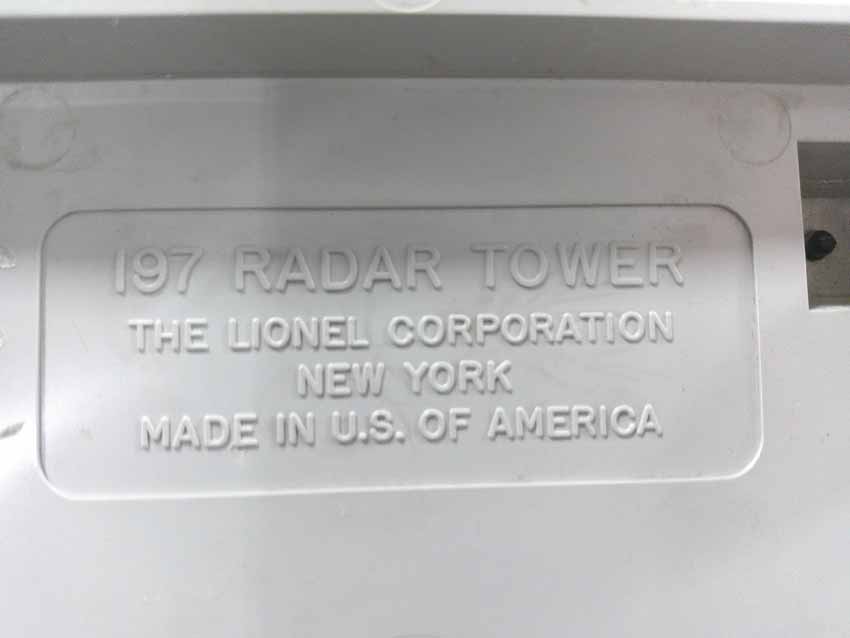 197 RADAR TOWER
THE LIONEL CORPORATION
NEW YORK
MADE IN U.S. OF AMERICA